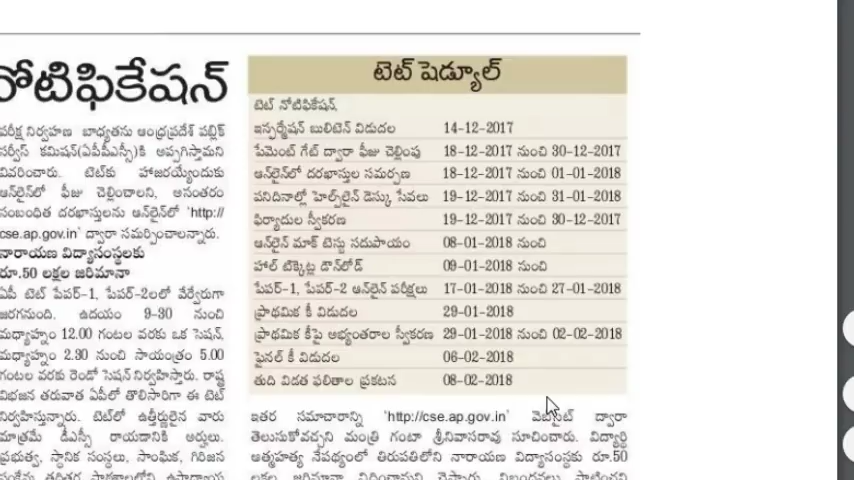 నోటిఫికేషన్
పరీక్ష నిర్వహణ బాధ్యతను ఆంధ్రప్రదేశ్ పబ్లిక్
సర్వీస్ కమిషన్(ఏపీపీఎస్సీ)కి అప్పగిస్తామని
వివరించారు. టెట్‌కు హాజరయ్యేందుకు
ఆన్‌లైన్‌లో ఫీజు చెల్లించాలని, అనంతరం
సంబంధిత దరఖాస్తులను ఆన్‌లైన్‌లో 'http://
cse.ap.gov.in' ద్వారా సమర్పించాలన్నారు.
నారాయణ విద్యాసంస్థలకు
రూ.50 లక్షల జరిమానా
ఏపీ టెట్ పేపర్-1, పేపర్-2లలో వేర్వేరుగా
జరగనుంది. ఉదయం 9-30 నుంచి
మధ్యాహ్నం 12.00 గంటల వరకు ఒక సెషన్,
మధ్యాహ్నం 2.30 నుంచి సాయంత్రం 5.00
గంటల వరకు రెండో సెషన్ నిర్వహిస్తారు. రాష్ట్ర
విభజన తరువాత ఏపీలో తొలిసారిగా ఈ టెట్
నిర్వహిస్తున్నారు. టెట్‌లో ఉత్తీర్ణులైన వారు
మాత్రమే డీఎస్సీ రాయడానికి అర్హులు.
ప్రభుత్వ, స్థానిక సంస్థలు, సాంఘిక, గిరిజన
టెట్ షెడ్యూల్
టెట్ నోటిఫికేషన్,
ఇన్ఫర్మేషన్ బులిటెన్ విడుదల 14-12-2017
పేమెంట్ గేట్ ద్వారా ఫీజు చెల్లింపు 18-12-2017 నుంచి 30-12-2017
ఆన్‌లైన్‌లో దరఖాస్తుల సమర్పణ 18-12-2017 నుంచి 01-01-2018
పనిదినాల్లో హెల్ప్‌లైన్ డెస్కు సేవలు 19-12-2017 నుంచి 31-01-2018
ఫిర్యాదుల స్వీకరణ 19-12-2017 నుంచి 30-12-2017
ఆన్‌లైన్ మాక్ టెస్టు సదుపాయం 08-01-2018 నుంచి
హాల్ టిక్కెట్ల డౌన్‌లోడ్ 09-01-2018 నుంచి
పేపర్-1, పేపర్-2 ఆన్‌లైన్ పరీక్షలు 17-01-2018 నుంచి 27-01-2018
ప్రాథమిక కీ విడుదల 29-01-2018
ప్రాథమిక కీపై అభ్యంతరాల స్వీకరణ 29-01-2018 నుంచి 02-02-2018
ఫైనల్ కీ విడుదల 06-02-2018
తుది విడత ఫలితాల ప్రకటన 08-02-2018
ఇతర సమాచారాన్ని 'http://cse.ap.gov.in' వెబ్‌సైట్ ద్వారా
తెలుసుకోవచ్చని మంత్రి గంటా శ్రీనివాసరావు సూచించారు. విద్యార్థి
ఆత్మహత్య నేపథ్యంలో తిరుపతిలోని నారాయణ విద్యాసంస్థకు రూ.50